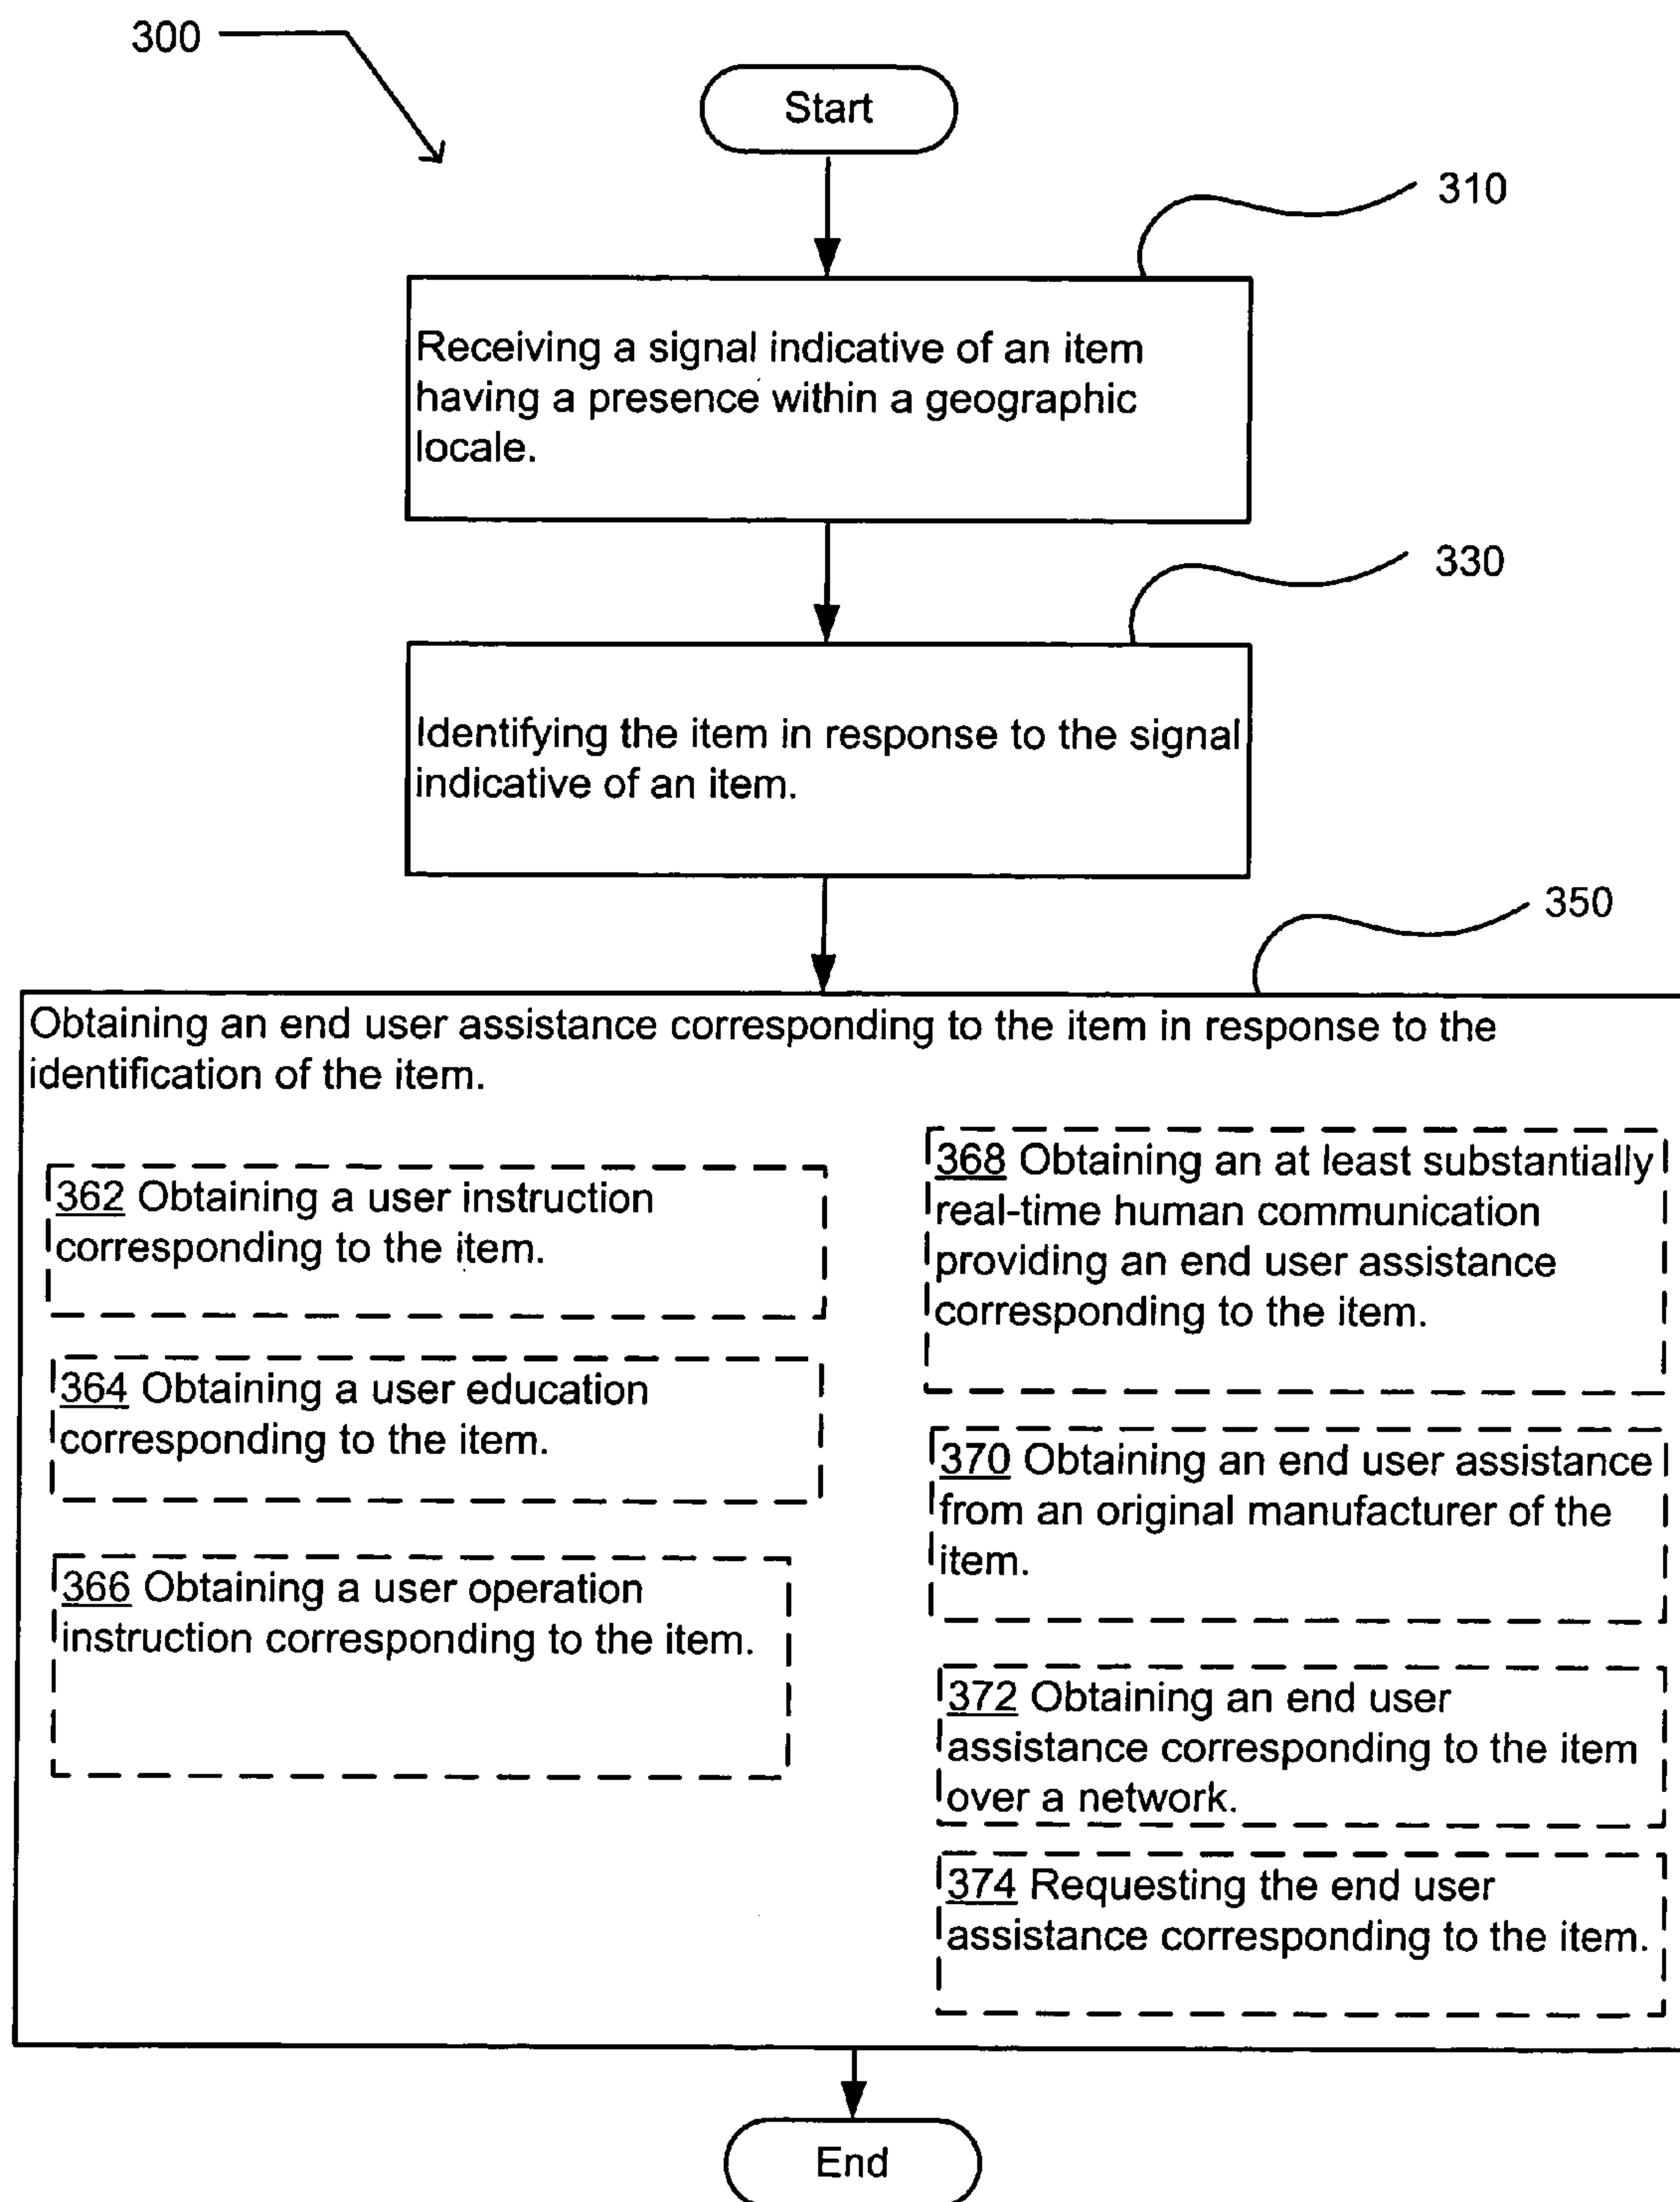 300
Start
310
Receiving a signal indicative of an item
having a presence within a geographic
locale.
330
Identifying the item in response to the signal
indicative of an item.
350
Obtaining an end user assistance corresponding to the item in response to the
identification of the item.
362 Obtaining a user instruction
corresponding to the item.
364 Obtaining a user education
corresponding to the item.
366 Obtaining a user operation
instruction corresponding to the item.
368 Obtaining an at least substantially
real-time human communication
providing an end user assistance
corresponding to the item.
370 Obtaining an end user assistance
from an original manufacturer of the
item.
372 Obtaining an end user
assistance corresponding to the item
over a network.
374 Requesting the end user
assistance corresponding to the item.
End